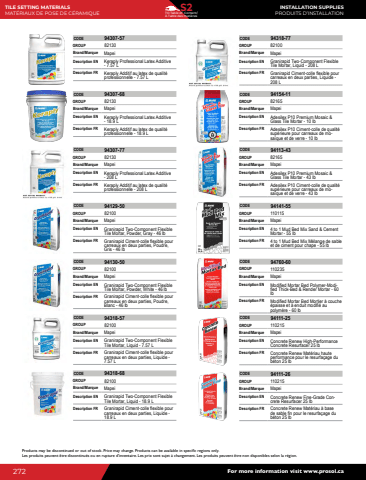 TILE SETTING MATERIALS
MATÉRIAUX DE POSE DE CÉRAMIQUE
S2
INSTALLATION SUPPLIES
PRODUITS D'INSTALLATION
CODE 94307-57
GROUP 82133
Brand/Marque Mapei
Description EN Keraply Professional Latex Additive
- 7.57 L
Description FR Keraply Additif au latex de qualité
professionnelle - 7.57 L
CODE 94307-68
GROUP 82133
Brand/Marque Mapei
Description EN Keraply Professional Latex Additive
- 18.9 L
Description FR Keraply Additif au latex de qualité
professionnelle - 18.9 L
CODE 94307-77
GROUP 82133
Brand/Marque Mapei
Description EN Keraply Professional Latex Additive
- 208 L
Description FR Keraply Additif au latex de qualité
professionnelle - 208 L
CODE 94129-50
GROUP 82100
Brand/Marque Mapei
Description EN Granirapid Two-Component Flexible
Tile Mortar, Powder, Gray - 46 lb
Description FR Granirapid Ciment-colle flexible pour
carreaux en deux parties, Poudre,
Gris - 46 lb
CODE 94130-50
GROUP 82100
Brand/Marque Mapei
Description EN Granirapid Two-Component Flexible
Tile Mortar, Powder, White - 46 lb
Description FR Granirapid Ciment-colle flexible pour
carreaux en deux parties, Poudre,
Blanc - 46 lb
CODE 94318-57
GROUP 82100
Brand/Marque Mapei
Description EN Granirapid Two-Component Flexible
Tile Mortar, Liquid - 7.57 L
Description FR Granirapid Ciment-colle flexible pour
carreaux en deux parties, Liquide -
7.57 L
CODE 94318-68
GROUP 82100
Brand/Marque Mapei
Description EN Granirapid Two-Component Flexible
Tile Mortar, Liquid - 18.9 L
Description FR Granirapid Ciment-colle flexible pour
carreaux en deux parties, Liquide -
18.9 L
CODE 94318-77
GROUP 82100
Brand/Marque Mapei
Description EN Granirapid Two-Component Flexible
Tile Mortar, Liquid - 208 L
Description FR Granirapid Ciment-colle flexible pour
carreaux en deux parties, Liquide -
208 L
CODE 94154-11
GROUP 82165
Brand/Marque Mapei
Description EN Adesilex P10 Premium Mosaic &
Glass Tile Mortar - 10 lb
Description FR Adesilex P10 Ciment-colle de qualité
supérieure pour carreaux de mo-
saïque et de verre - 10 lb
CODE 94113-43
GROUP 82165
Brand/Marque Mapei
Description EN Adesilex P10 Premium Mosaic &
Glass Tile Mortar - 43 lb
Description FR Adesilex P10 Ciment-colle de qualité
supérieure pour carreaux de mo-
saïque et de verre - 43 lb
CODE 94141-55
GROUP 110115
Brand/Marque Mapei
Description EN 4 to 1 Mud Bed Mix Sand & Cement
Mortar - 55 lb
Description FR 4 to 1 Mud Bed Mix Mélange de sable
et de ciment pour chape - 55 lb
CODE 94760-60
GROUP 110235
Brand/Marque Mapei
Description EN Modified Mortar Bed Polymer-Modi-
fied Thick-Bed & Render Mortar - 60
lb
Description FR Modified Mortar Bed Mortier à couche
épaisse et à enduit modifié au
polymère - 60 lb
CODE 94111-25
GROUP 110215
Brand/Marque Mapei
Description EN Concrete Renew High-Performance
Concrete Resurfacer 25 lb
Description FR Concrete Renew Matériau haute
performance pour le resurfaçage du
béton 25 lb
CODE 94111-26
GROUP 110215
Brand/Marque Mapei
Description EN Concrete Renew Fine-Grade Con-
crete Resurfacer 25 lb
Description FR Concrete Renew Matériau à base
de sable fin pour le resurfaçage du
béton 25 lb
Products may be discontinued or out of stock. Price may change. Products can be available in specific regions only.
Les produits peuvent être discontinués ou en rupture d'inventaire. Les prix sont sujet à changement. Les produits peuvent être non disponibles selon la région.
272
For more information visit www.prosol.ca